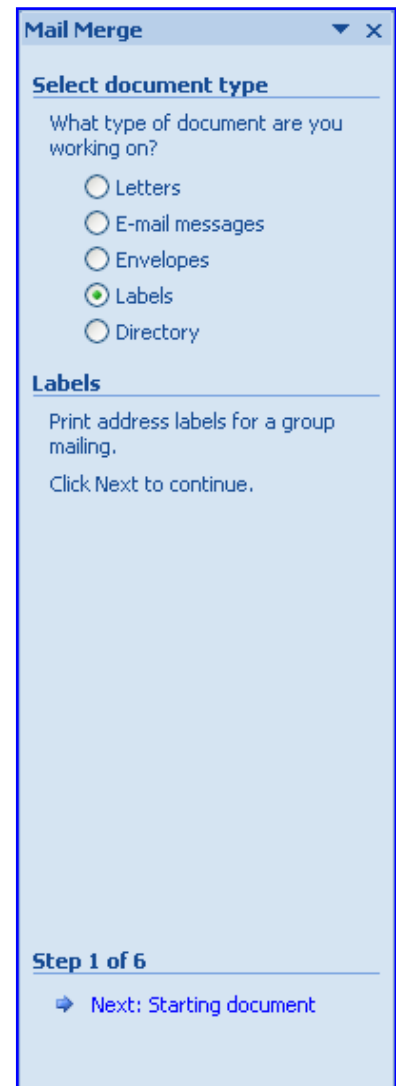 Mail Merge
Select document type
What type of document are you
working on?
Letters
E-mail messages
Envelopes
Labels
Directory
Labels
Print address labels for a group
mailing.
Click Next to continue.
Step 1 of 6
Next: Starting document